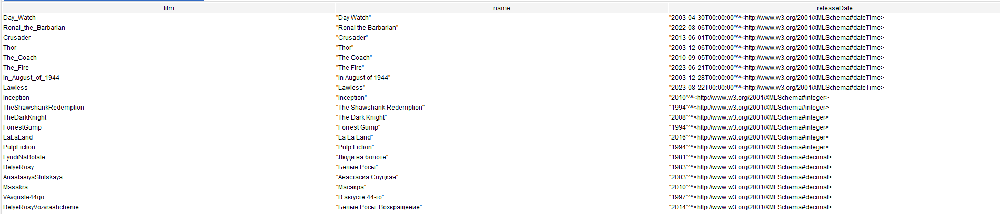 film name releaseDate
Day_Watch "Day Watch" "2003-04-30T00:00:00"^^<http://www.w3.org/2001/XMLSchema#dateTime>
Ronal_the_Barbarian "Ronal the Barbarian" "2022-08-06T00:00:00"^^<http://www.w3.org/2001/XMLSchema#dateTime>
Crusader "Crusader" "2013-06-01T00:00:00"^^<http://www.w3.org/2001/XMLSchema#dateTime>
Thor "Thor" "2003-12-06T00:00:00"^^<http://www.w3.org/2001/XMLSchema#dateTime>
The_Coach "The Coach" "2010-09-05T00:00:00"^^<http://www.w3.org/2001/XMLSchema#dateTime>
The_Fire "The Fire" "2023-06-21T00:00:00"^^<http://www.w3.org/2001/XMLSchema#dateTime>
In_August_of_1944 "In August of 1944" "2003-12-28T00:00:00"^^<http://www.w3.org/2001/XMLSchema#dateTime>
Lawless "Lawless" "2023-08-22T00:00:00"^^<http://www.w3.org/2001/XMLSchema#dateTime>
Inception "Inception" "2010"^^<http://www.w3.org/2001/XMLSchema#integer>
TheShawshankRedemption "The Shawshank Redemption" "1994"^^<http://www.w3.org/2001/XMLSchema#integer>
TheDarkKnight "The Dark Knight" "2008"^^<http://www.w3.org/2001/XMLSchema#integer>
ForrestGump "Forrest Gump" "1994"^^<http://www.w3.org/2001/XMLSchema#integer>
LaLaLand "La La Land" "2016"^^<http://www.w3.org/2001/XMLSchema#integer>
PulpFiction "Pulp Fiction" "1994"^^<http://www.w3.org/2001/XMLSchema#integer>
LyudiNaBolate "Люди на болоте" "1981"^^<http://www.w3.org/2001/XMLSchema#decimal>
BelyeRosy "Белые Росы" "1983"^^<http://www.w3.org/2001/XMLSchema#decimal>
AnastasiyaSlutskaya "Анастасия Слуцкая" "2003"^^<http://www.w3.org/2001/XMLSchema#decimal>
Masakra "Масакра" "2010"^^<http://www.w3.org/2001/XMLSchema#decimal>
VAvguste44go "В августе 44-го" "1997"^^<http://www.w3.org/2001/XMLSchema#decimal>
BelyeRosyVozvrashchenie "Белые Росы. Возвращение" "2014"^^<http://www.w3.org/2001/XMLSchema#decimal>